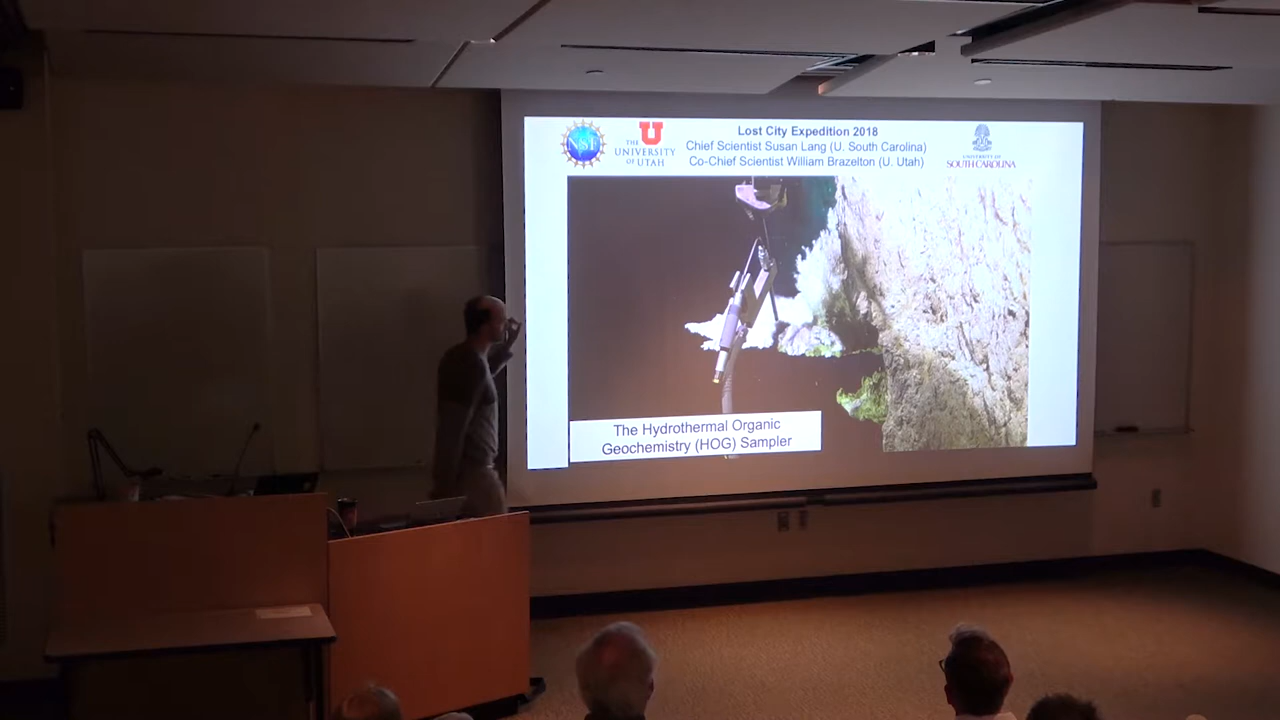 Lost City Expedition 2018
Chief Scientist Susan Lang (U. South Carolina)
Co-Chief Scientist William Brazelton (U. Utah)
NSF
U
THE
UNIVERSITY
OF UTAH
UNIVERSITY OF
SOUTH CAROLINA
The Hydrothermal Organic
Geochemistry (HOG) Sampler